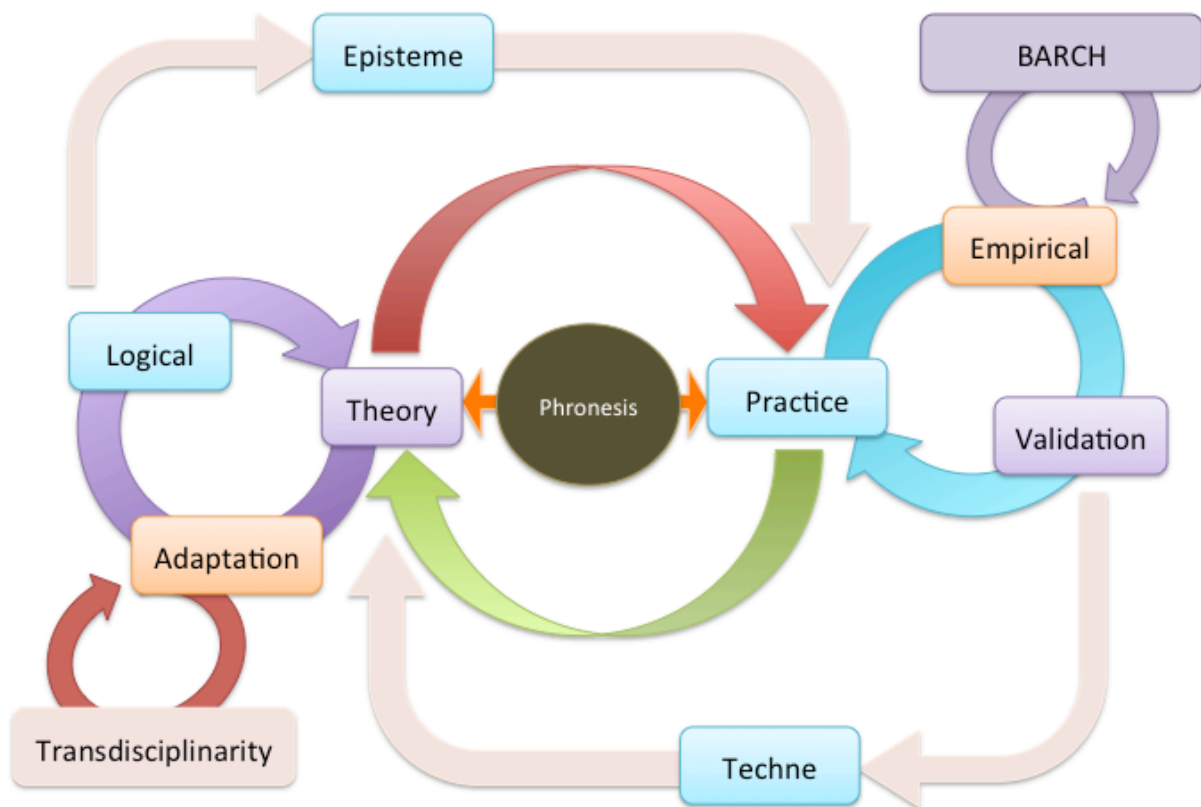 Episteme
BARCH
Empirical
Logical
Theory
Phronesis
Practice
Validation
Adaptation
Transdisciplinarity
Techne